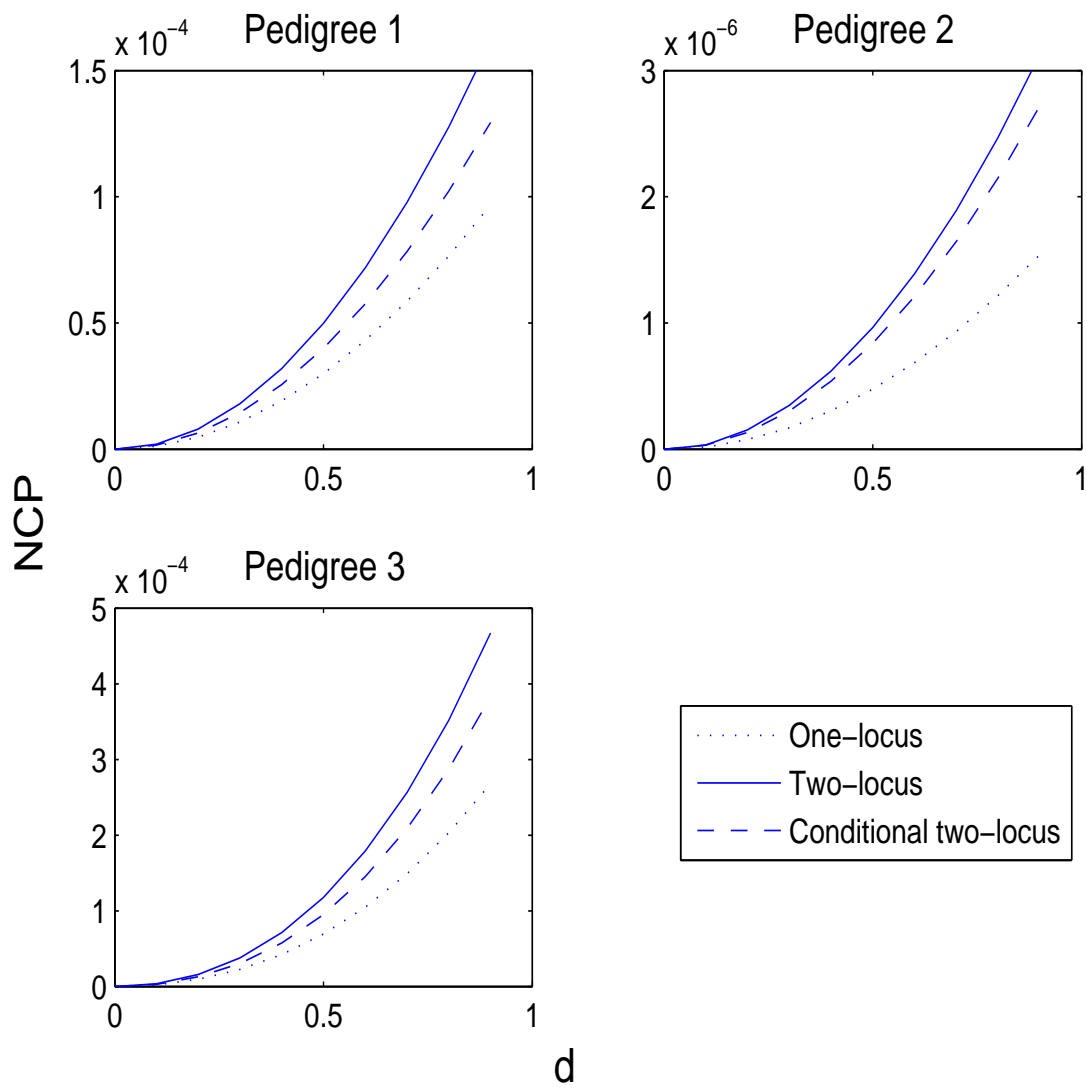 x 10⁻⁴
Pedigree 1
1.5
1
0.5
0
0
0.5
1
x 10⁻⁶
Pedigree 2
3
2
1
0
0
0.5
1
NCP
x 10⁻⁴
Pedigree 3
5
4
3
2
1
0
0
0.5
1
d
One–locus
Two–locus
Conditional two–locus